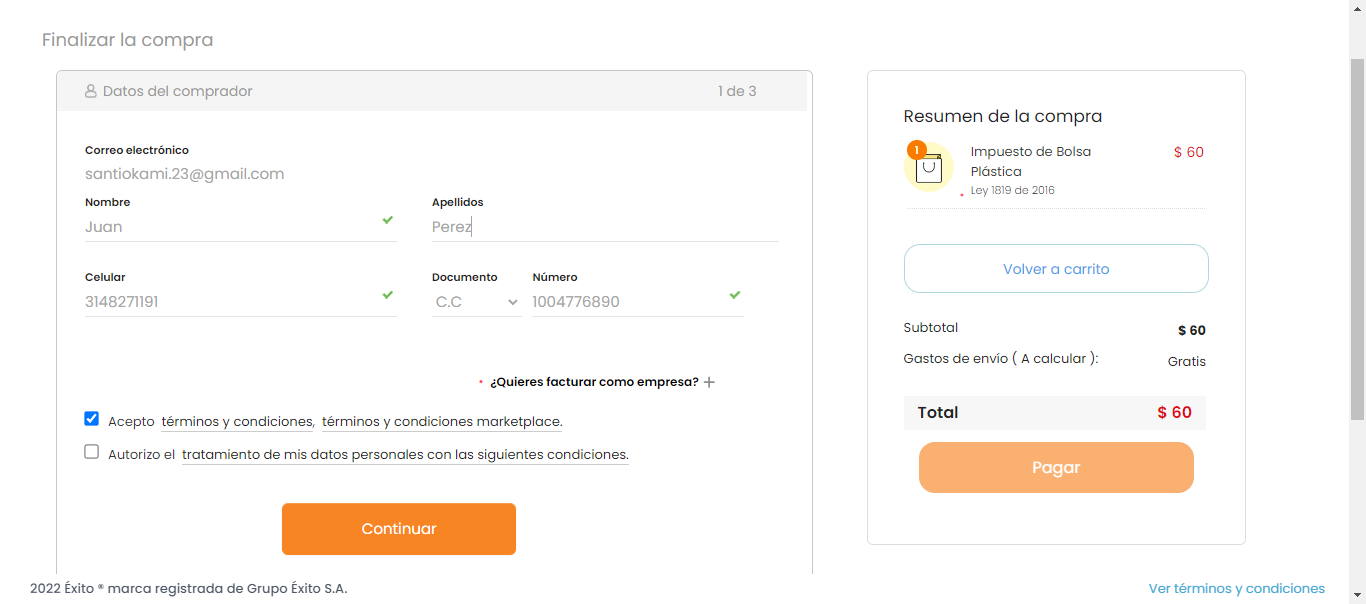 Finalizar la compra
Datos del comprador
1 de 3
Correo electrónico
santiokami.23@gmail.com
Nombre
Apellidos
Juan
Perez
Celular
Documento
Número
3148271191
C.C
1004776890
¿Quieres facturar como empresa? +
Acepto términos y condiciones, términos y condiciones marketplace.
Autorizo el tratamiento de mis datos personales con las siguientes condiciones.
Continuar
Resumen de la compra
1
Impuesto de Bolsa
Plástica
$ 60
Ley 1819 de 2016
Volver a carrito
Subtotal
$ 60
Gastos de envío ( A calcular ):
Gratis
Total
$ 60
Pagar
2022 Éxito ® marca registrada de Grupo Éxito S.A.
Ver términos y condiciones